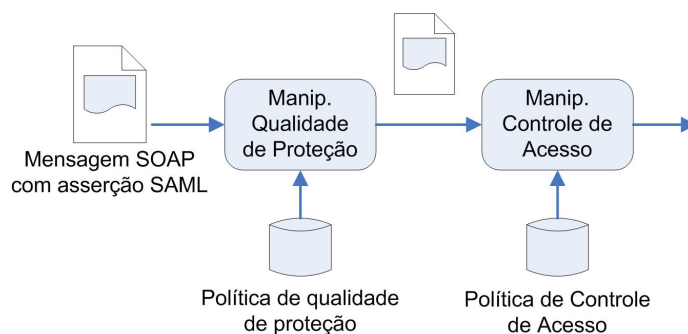 Mensagem SOAP
com asserção SAML
Manip.
Qualidade
de Proteção
Manip.
Controle de
Acesso
Política de qualidade
de proteção
Política de Controle
de Acesso